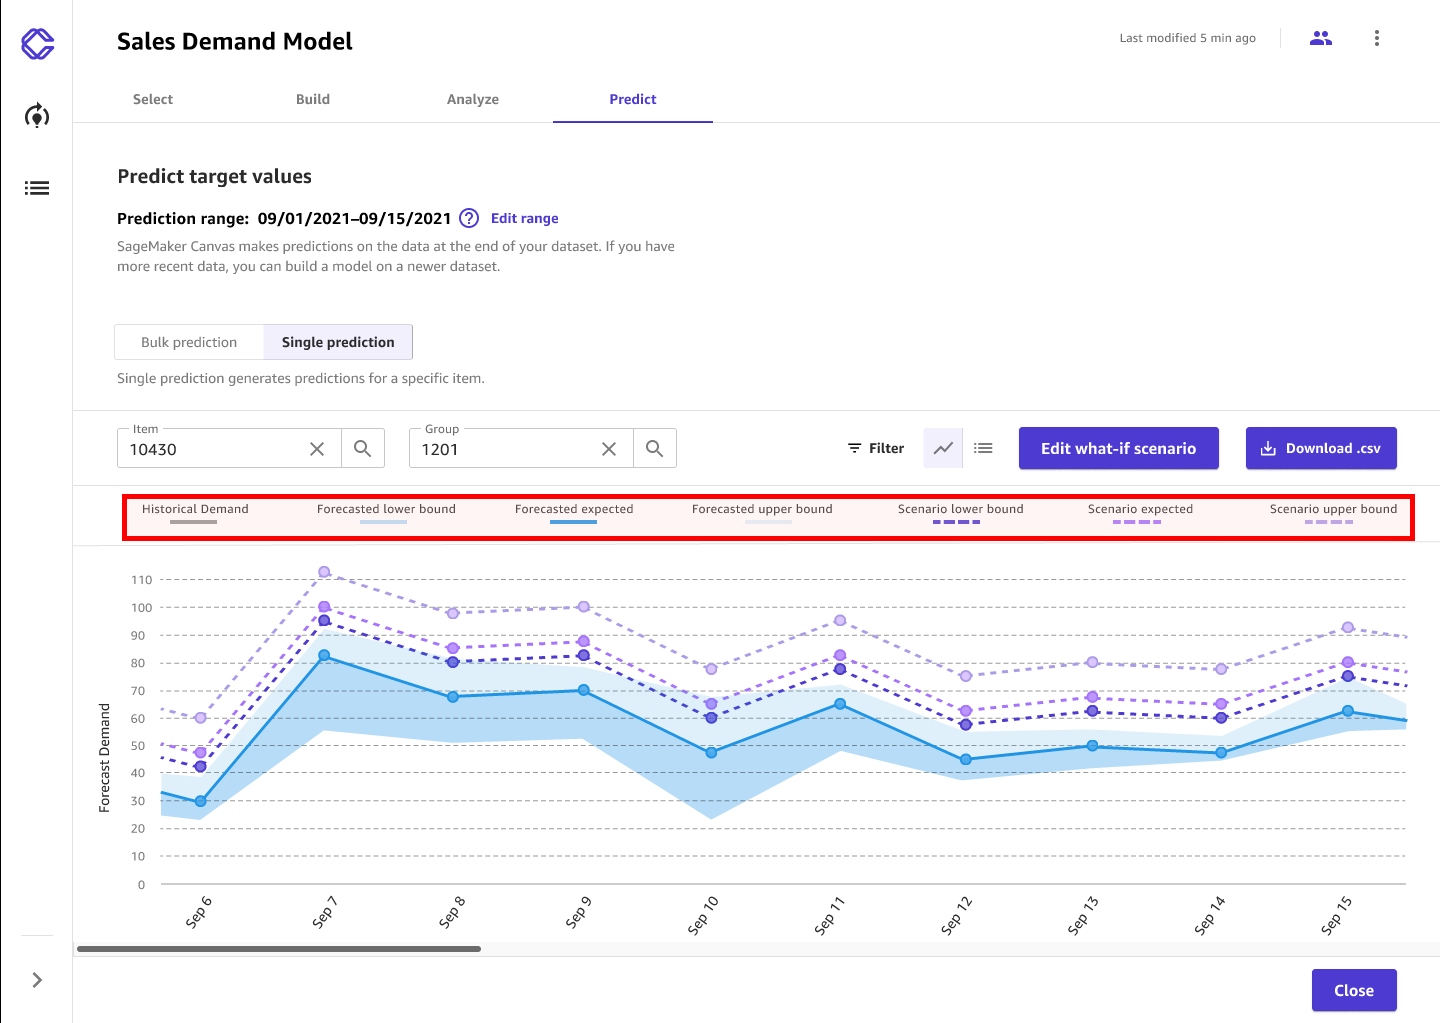 Sales Demand Model
Last modified 5 min ago
Select
Build
Analyze
Predict
Predict target values
Prediction range: 09/01/2021–09/15/2021 ? Edit range
SageMaker Canvas makes predictions on the data at the end of your dataset. If you have
more recent data, you can build a model on a newer dataset.
Bulk prediction
Single prediction
Single prediction generates predictions for a specific item.
Item
10430
Group
1201
Filter
Edit what-if scenario
Download .csv
Historical Demand
Forecasted lower bound
Forecasted expected
Forecasted upper bound
Scenario lower bound
Scenario expected
Scenario upper bound
Forecast Demand
110
100
90
80
70
60
50
40
30
20
10
0
Sep 6
Sep 7
Sep 8
Sep 9
Sep 10
Sep 11
Sep 12
Sep 13
Sep 14
Sep 15
Close